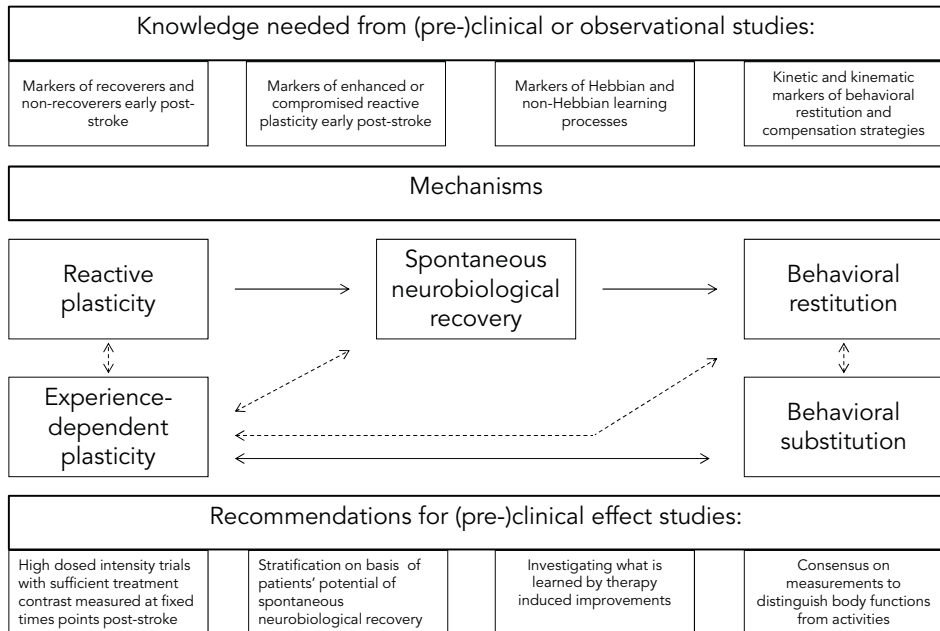 Knowledge needed from (pre-)clinical or observational studies:
Markers of recoverers and
non-recoverers early post-
stroke
Markers of enhanced or
compromised reactive
plasticity early post-stroke
Markers of Hebbian and
non-Hebbian learning
processes
Kinetic and kinematic
markers of behavioral
restitution and
compensation strategies
Mechanisms
Reactive
plasticity
Spontaneous
neurobiological
recovery
Behavioral
restitution
Experience-
dependent
plasticity
Behavioral
substitution
Recommendations for (pre-)clinical effect studies:
High dosed intensity trials
with sufficient treatment
contrast measured at fixed
times points post-stroke
Stratification on basis of
patients’ potential of
spontaneous
neurobiological recovery
Investigating what is
learned by therapy
induced improvements
Consensus on
measurements to
distinguish body functions
from activities